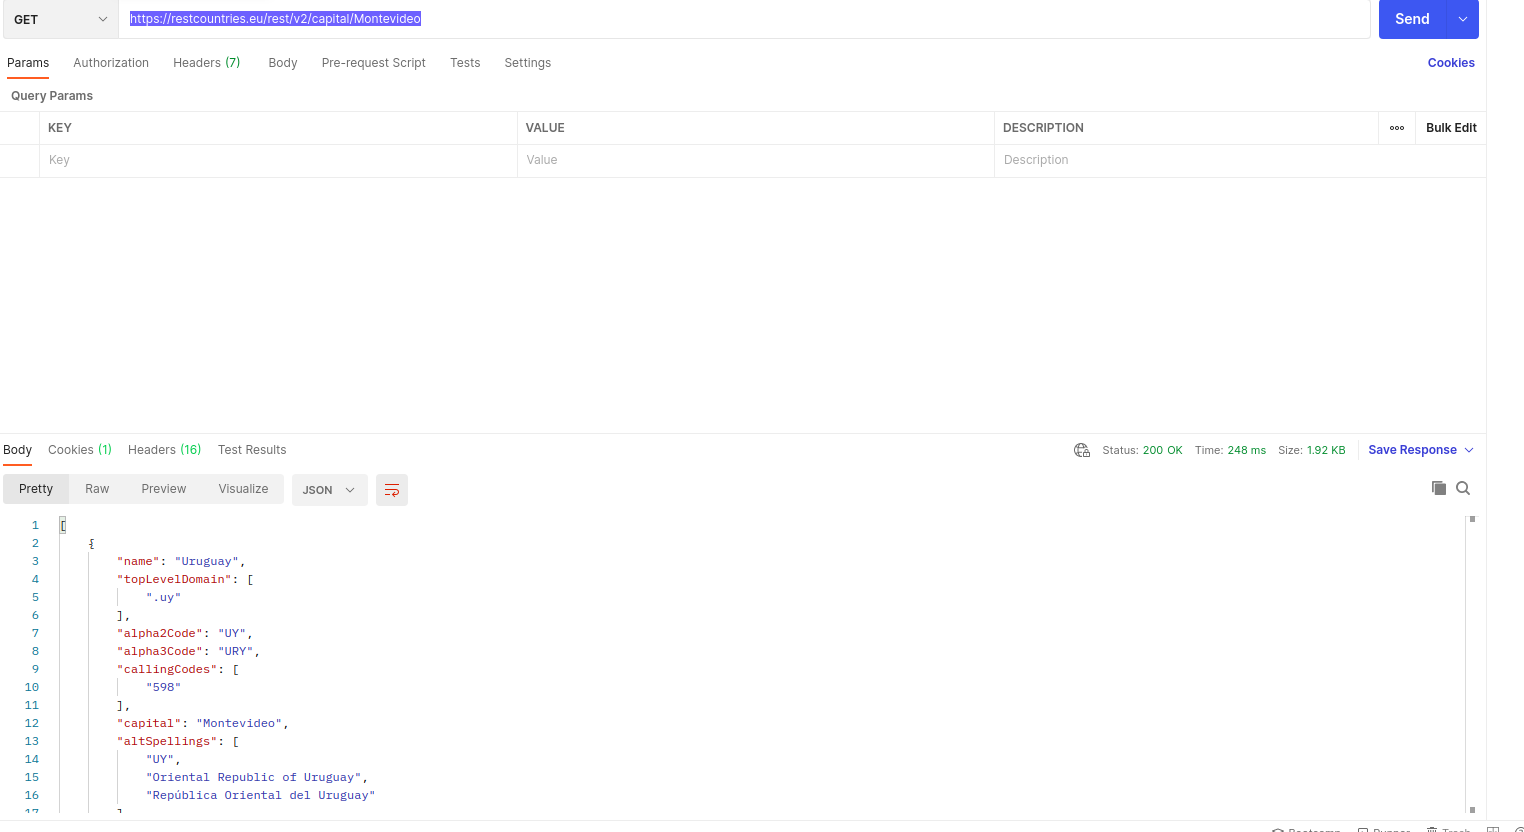 GET https://restcountries.eu/rest/v2/capital/Montevideo Send
Params Authorization Headers (7) Body Pre-request Script Tests Settings Cookies
Query Params
KEY VALUE DESCRIPTION ooo Bulk Edit
Key Value Description
Body Cookies (1) Headers (16) Test Results Status: 200 OK Time: 248 ms Size: 1.92 KB Save Response
Pretty Raw Preview Visualize JSON
1 [
2 {
3 "name": "Uruguay",
4 "topLevelDomain": [
5 ".uy"
6 ],
7 "alpha2Code": "UY",
8 "alpha3Code": "URY",
9 "callingCodes": [
10 "598"
11 ],
12 "capital": "Montevideo",
13 "altSpellings": [
14 "UY",
15 "Oriental Republic of Uruguay",
16 "República Oriental del Uruguay"
17 ]
Bootcamp Runner Trash